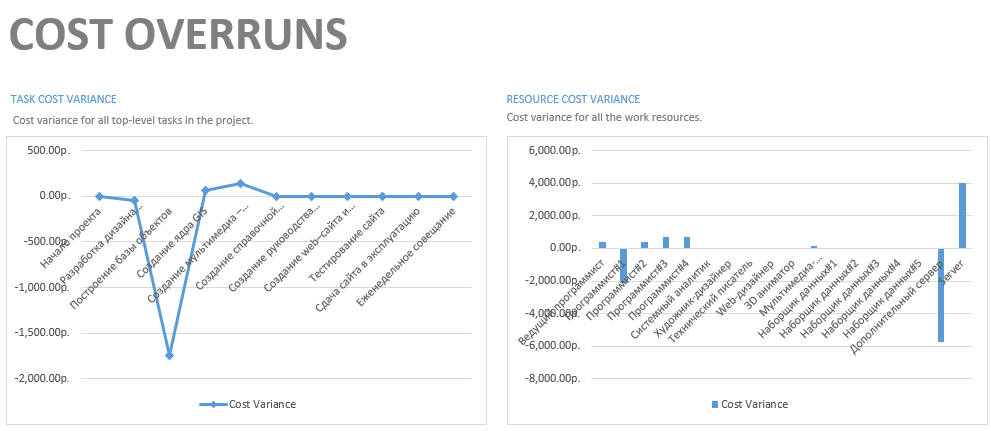 COST OVERRUNS
TASK COST VARIANCE
Cost variance for all top-level tasks in the project.
500.00р.
0.00р.
-500.00р.
-1,000.00р.
-1,500.00р.
-2,000.00р.
Начало проекта
Разработка дизайна…
Построение базы объектов
Создание ядра GIS
Создание мультимедиа –…
Создание справочной…
Создание руководства…
Создание web–сайта и…
Тестирование сайта
Сдача сайта в эксплуатацию
Еженедельное совещание
Cost Variance
RESOURCE COST VARIANCE
Cost variance for all the work resources.
6,000.00р.
4,000.00р.
2,000.00р.
0.00р.
-2,000.00р.
-4,000.00р.
-6,000.00р.
-8,000.00р.
Ведущий программист
Программист#1
Программист#2
Программист#3
Программист#4
Системный аналитик
Художник-дизайнер
Технический писатель
Web-дизайнер
3D аниматор
Мультимедиа-…
Наборщик данных#1
Наборщик данных#2
Наборщик данных#3
Наборщик данных#4
Наборщик данных#5
Дополнительный сервер
Server
Cost Variance